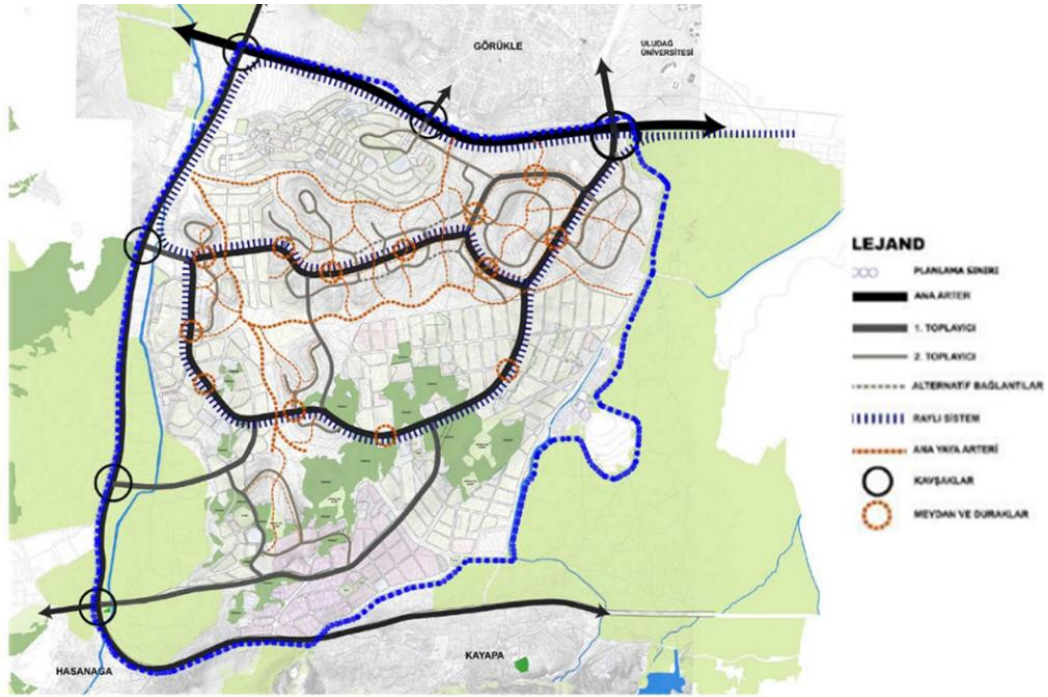 GÖRÜKLE
ULUDAĞ
ÜNİVERSİTESİ
LEJAND
PLANLAMA SINIRI
ANA ARTER
1. TOPLAYICI
2. TOPLAYICI
ALTERNATİF BAĞLANTILAR
RAYLI SİSTEM
ANA YAYA ARTERİ
KAVŞAKLAR
MEYDAN VE DURAKLAR
HASANAGA
KAYAPA